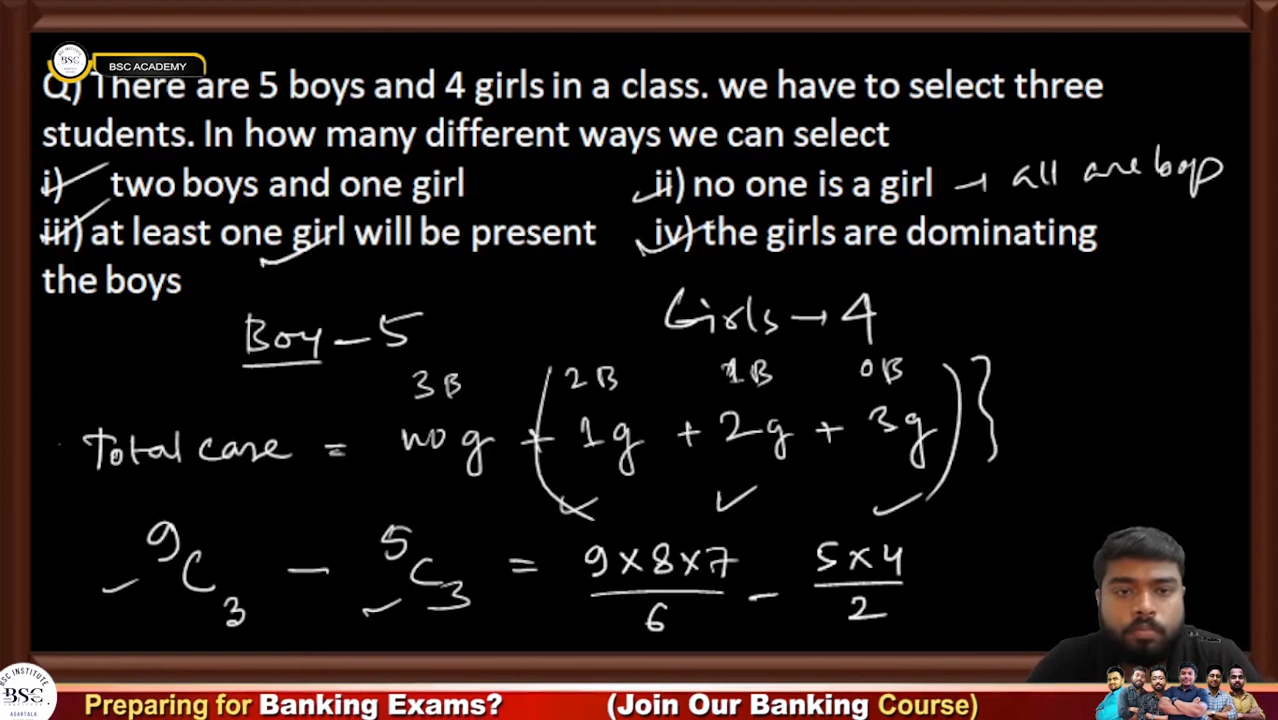 BSC ACADEMY
Q) There are 5 boys and 4 girls in a class. we have to select three
students. In how many different ways we can select
i) two boys and one girl
ii) no one is a girl → all are boys
iii) at least one girl will be present
iv) the girls are dominating
the boys
Boy - 5
Girls → 4
3B 2B 1B 0B
Total case = no g + (1g + 2g + 3g) }
⁹C₃ - ⁵C₃ = 9×8×7/6 - 5×4/2
BSC INSTITUTE
BSC
AGARTALA
Preparing for Banking Exams? (Join Our Banking Course)